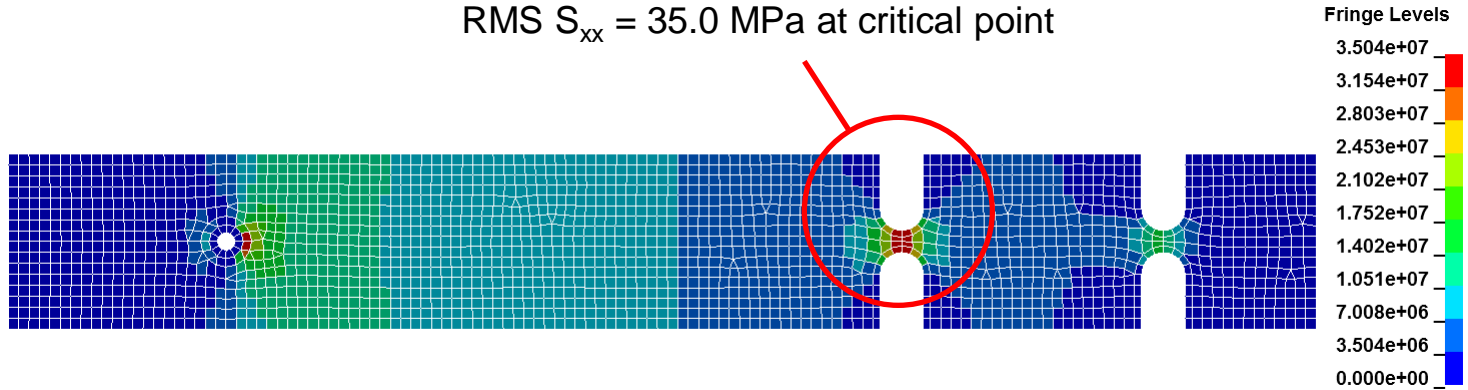 RMS Sxx = 35.0 MPa at critical point
Fringe Levels
3.504e+07
3.154e+07
2.803e+07
2.453e+07
2.102e+07
1.752e+07
1.402e+07
1.051e+07
7.008e+06
3.504e+06
0.000e+00